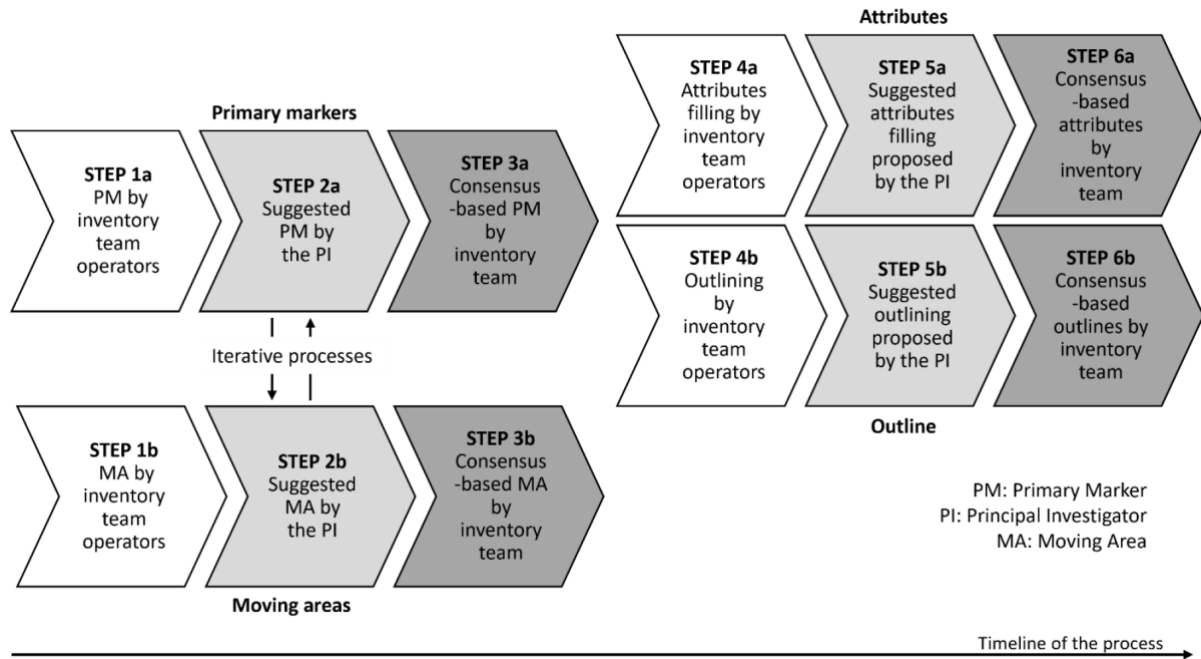 Primary markers
STEP 1a
PM by
inventory
team
operators
STEP 2a
Suggested
PM by
the PI
STEP 3a
Consensus
-based PM
by
inventory
team
Iterative processes
STEP 1b
MA by
inventory
team
operators
STEP 2b
Suggested
MA by
the PI
STEP 3b
Consensus
-based MA
by
inventory
team
Moving areas
Attributes
STEP 4a
Attributes
filling by
inventory
team
operators
STEP 5a
Suggested
attributes
filling
proposed
by the PI
STEP 6a
Consensus
-based
attributes
by
inventory
team
STEP 4b
Outlining
by
inventory
team
operators
STEP 5b
Suggested
outlining
proposed
by the PI
STEP 6b
Consensus
-based
outlines by
inventory
team
Outline
PM: Primary Marker
PI: Principal Investigator
MA: Moving Area
Timeline of the process